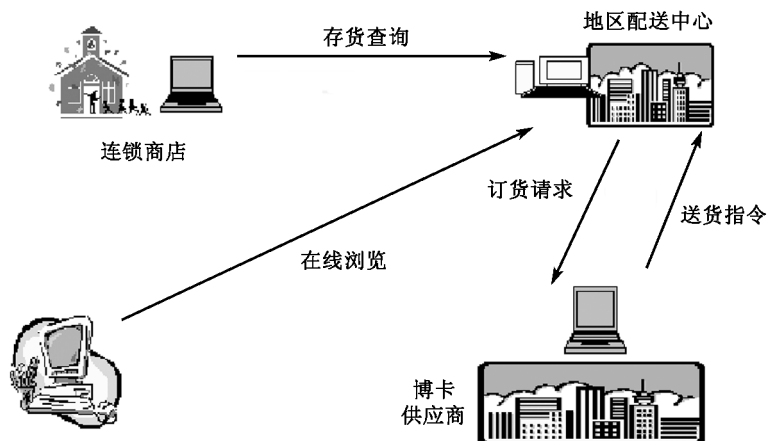 地区配送中心
存货查询
连锁商店
订货请求
送货指令
在线浏览
博卡
供应商